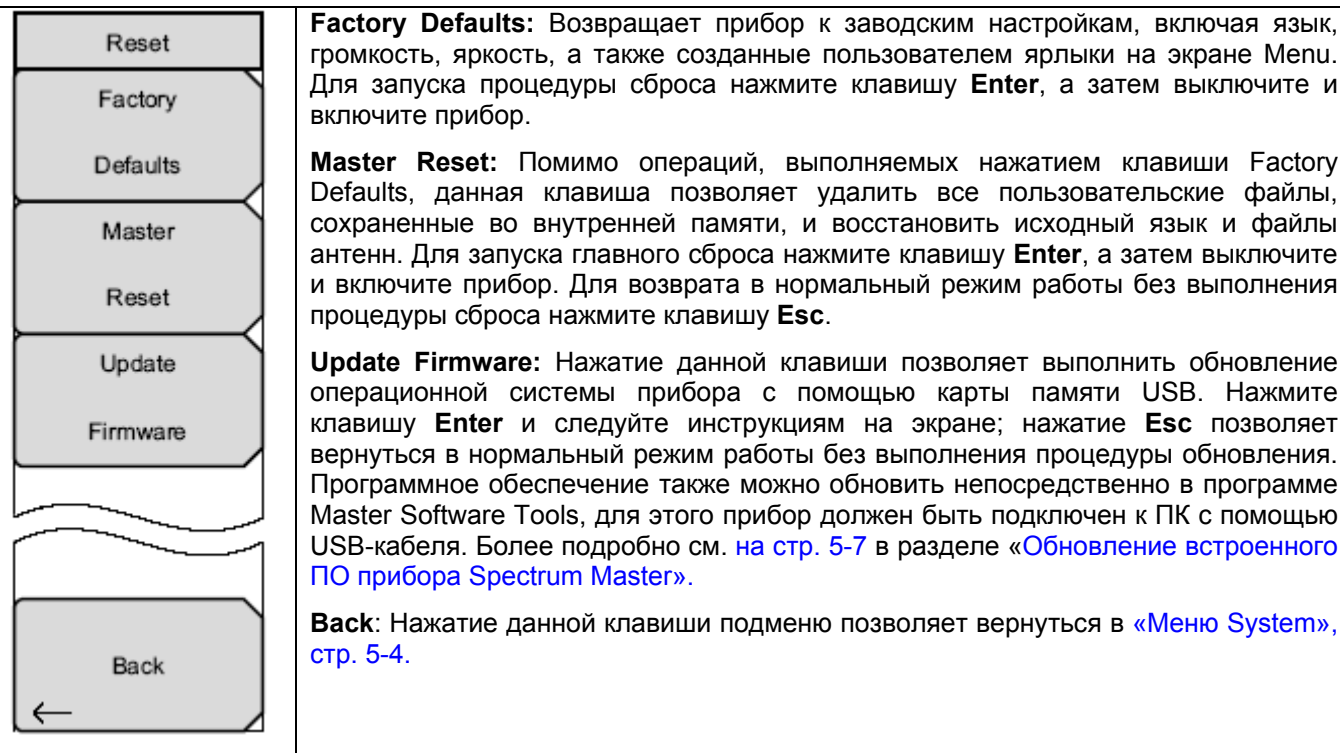 Reset
Factory
Defaults
Master
Reset
Update
Firmware
Back
←
Factory Defaults: Возвращает прибор к заводским настройкам, включая язык,
громкость, яркость, а также созданные пользователем ярлыки на экране Menu.
Для запуска процедуры сброса нажмите клавишу Enter, а затем выключите и
включите прибор.
Master Reset: Помимо операций, выполняемых нажатием клавиши Factory
Defaults, данная клавиша позволяет удалить все пользовательские файлы,
сохраненные во внутренней памяти, и восстановить исходный язык и файлы
антенн. Для запуска главного сброса нажмите клавишу Enter, а затем выключите
и включите прибор. Для возврата в нормальный режим работы без выполнения
процедуры сброса нажмите клавишу Esc.
Update Firmware: Нажатие данной клавиши позволяет выполнить обновление
операционной системы прибора с помощью карты памяти USB. Нажмите
клавишу Enter и следуйте инструкциям на экране; нажатие Esc позволяет
вернуться в нормальный режим работы без выполнения процедуры обновления.
Программное обеспечение также можно обновить непосредственно в программе
Master Software Tools, для этого прибор должен быть подключен к ПК с помощью
USB-кабеля. Более подробно см. на стр. 5-7 в разделе «Обновление встроенного
ПО прибора Spectrum Master».
Back: Нажатие данной клавиши подменю позволяет вернуться в «Меню System»,
стр. 5-4.